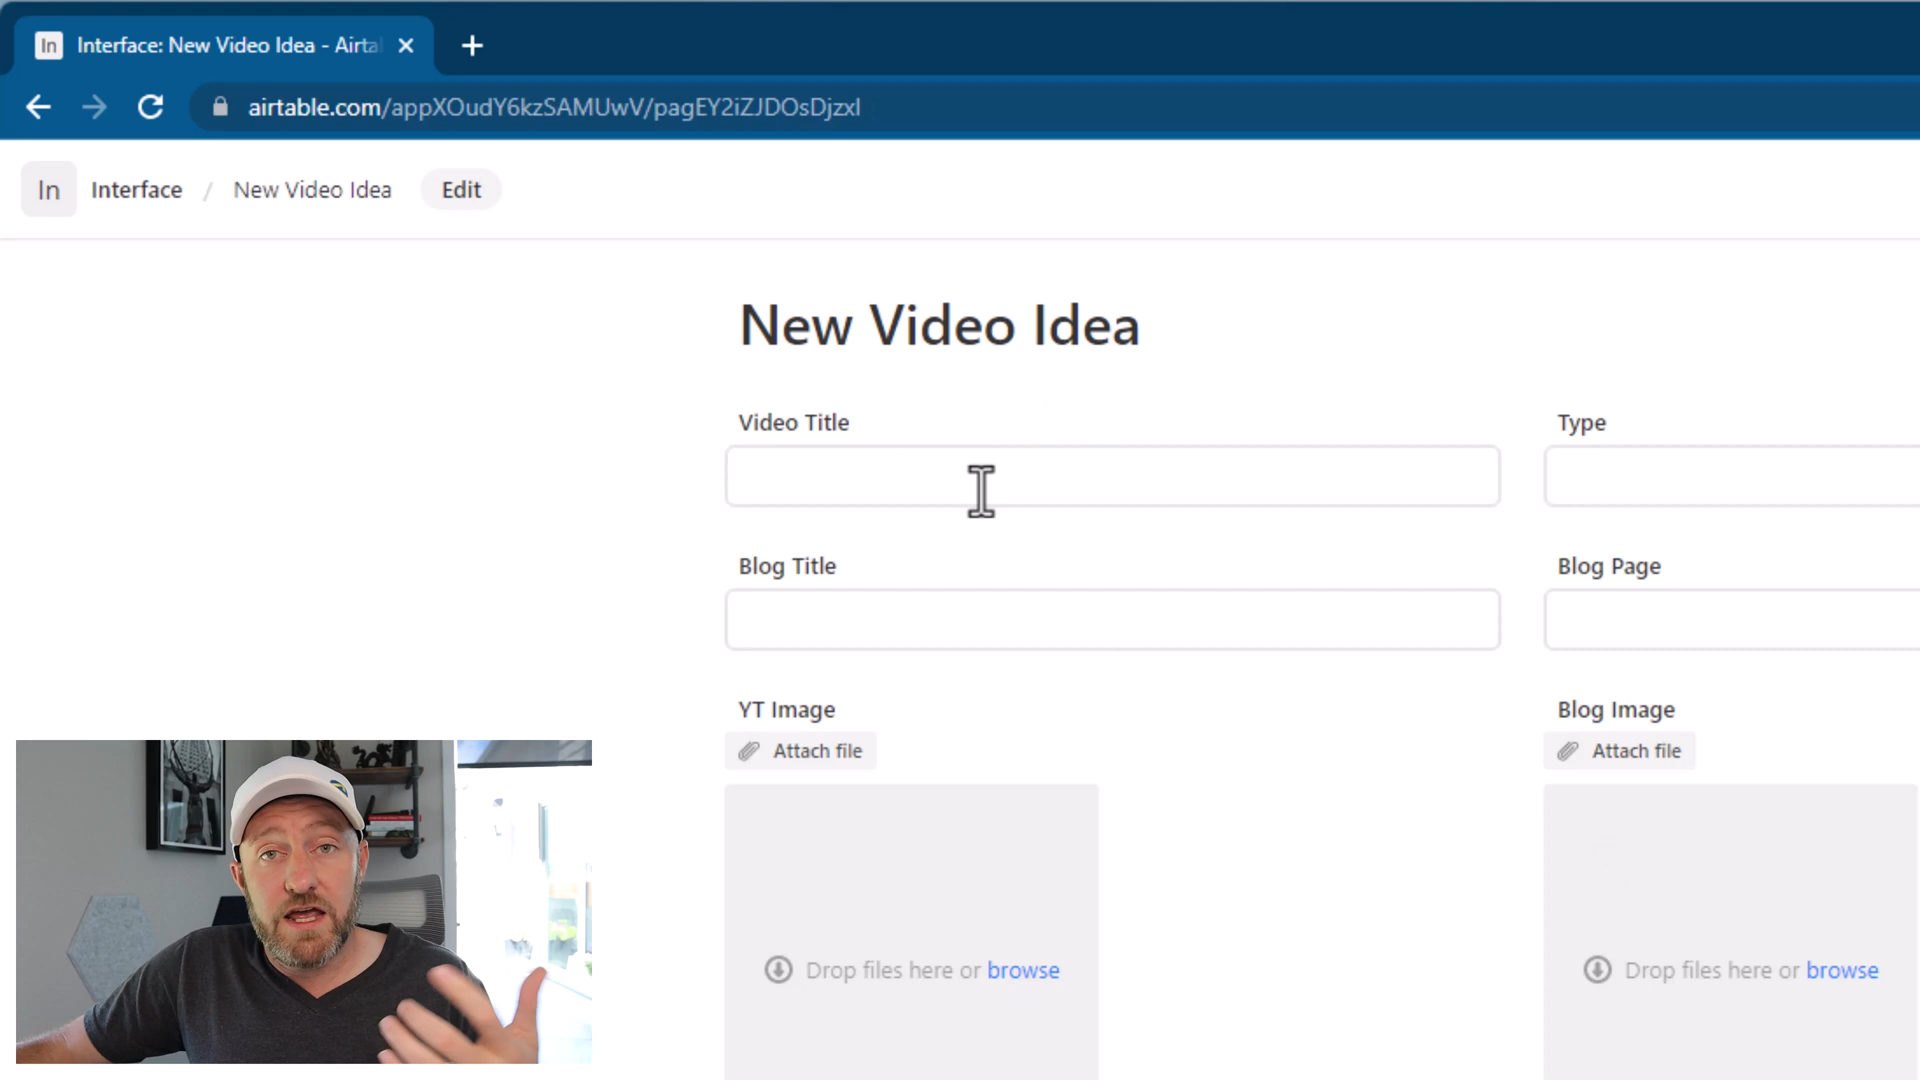 In Interface: New Video Idea - Airta
airtable.com/appXOudY6kzSAMUwV/pagEY2iZJDOsDjzxl
In Interface / New Video Idea Edit
New Video Idea
Video Title Type
Blog Title Blog Page
YT Image Blog Image
Attach file Attach file
Drop files here or browse Drop files here or browse